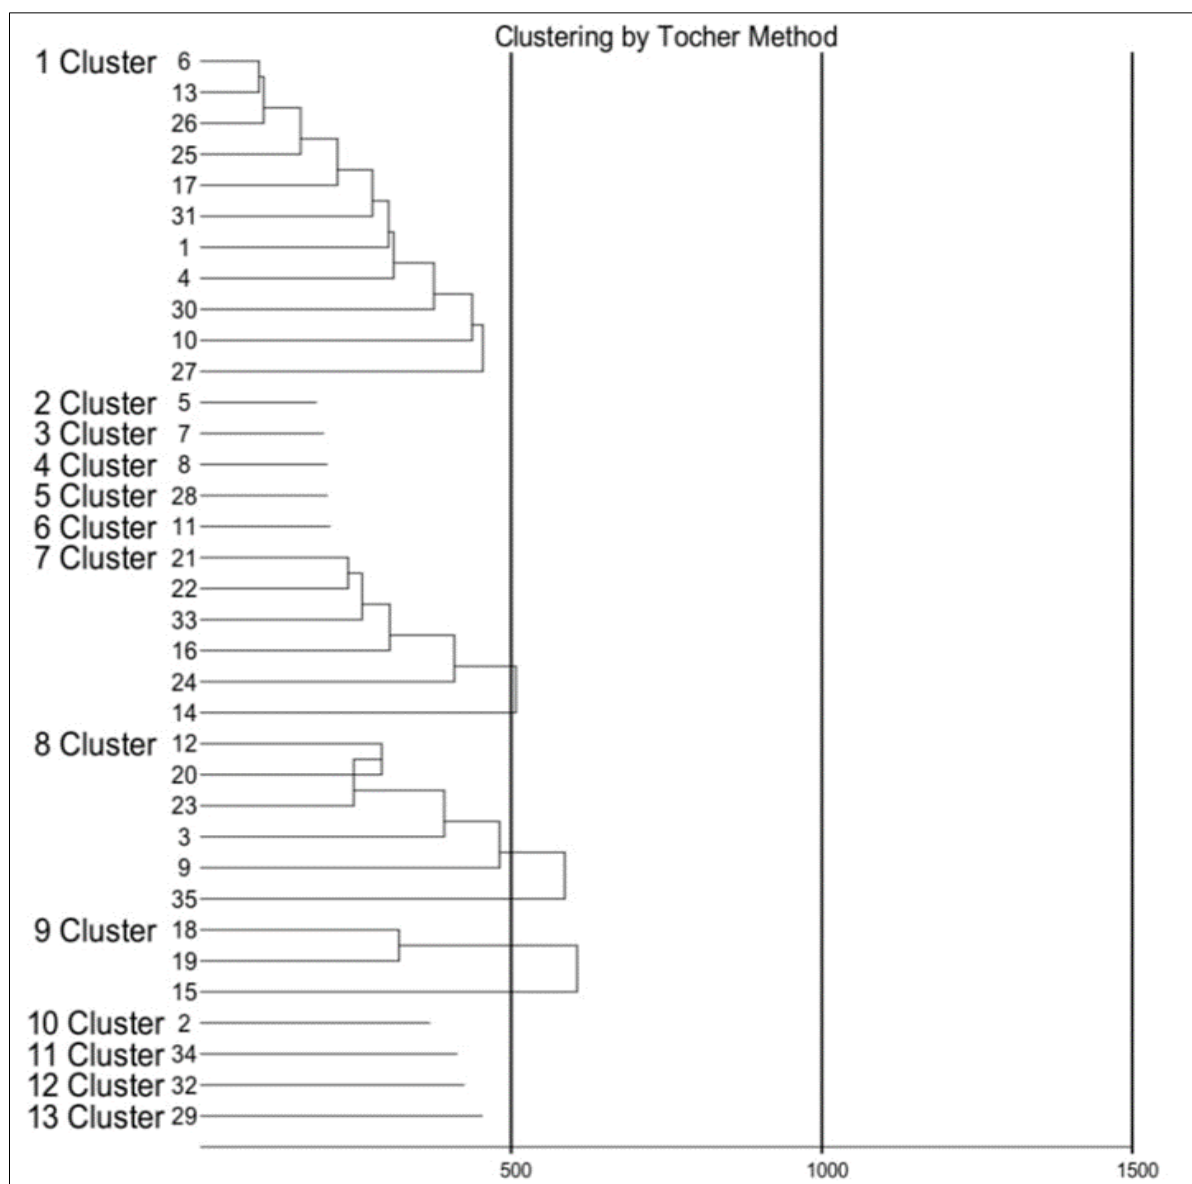 Clustering by Tocher Method
1 Cluster 6
13
26
25
17
31
1
4
30
10
27
2 Cluster 5
3 Cluster 7
4 Cluster 8
5 Cluster 28
6 Cluster 11
7 Cluster 21
22
33
16
24
14
8 Cluster 12
20
23
3
9
35
9 Cluster 18
19
15
10 Cluster 2
11 Cluster 34
12 Cluster 32
13 Cluster 29
500 1000 1500